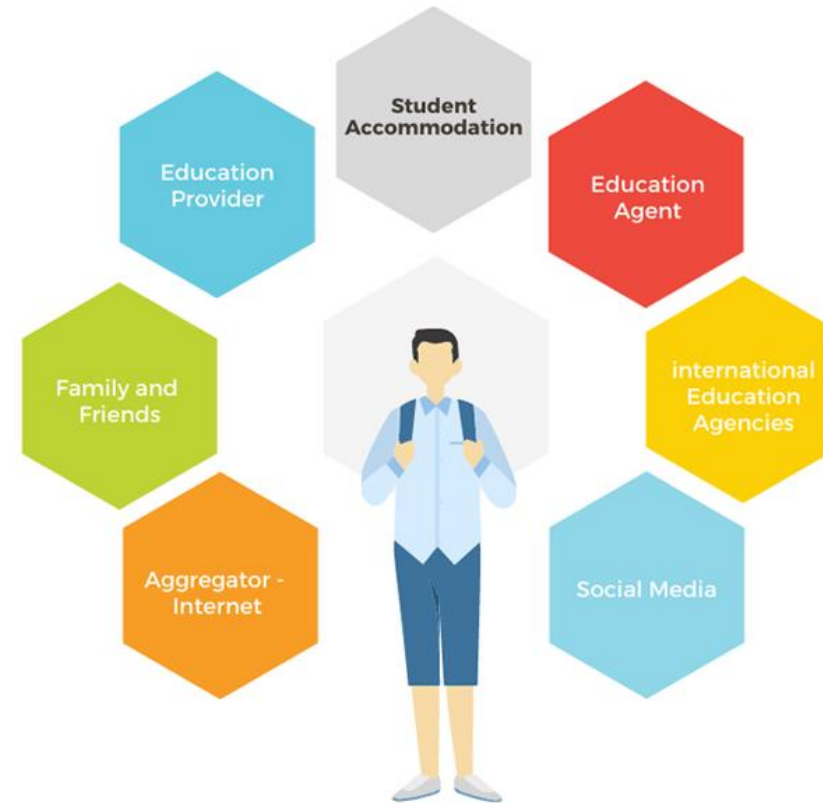 Student
Accommodation
Education
Provider
Education
Agent
Family and
Friends
international
Education
Agencies
Aggregator -
Internet
Social Media